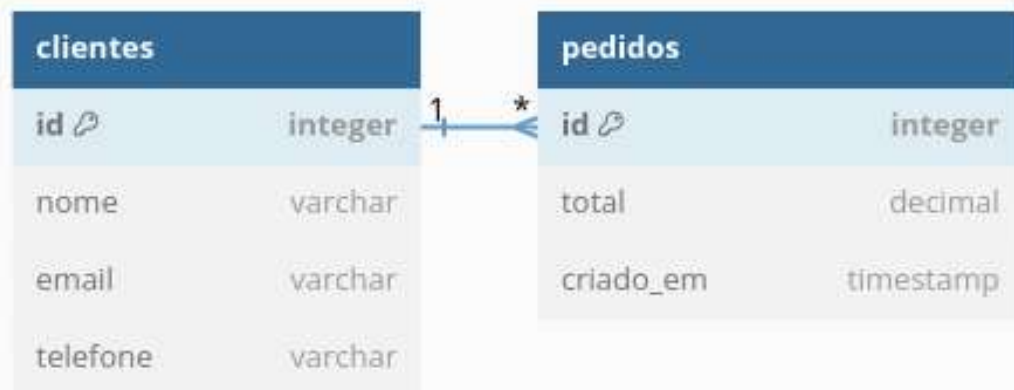 clientes
id integer
nome varchar
email varchar
telefone varchar
1 *
pedidos
id integer
total decimal
criado_em timestamp